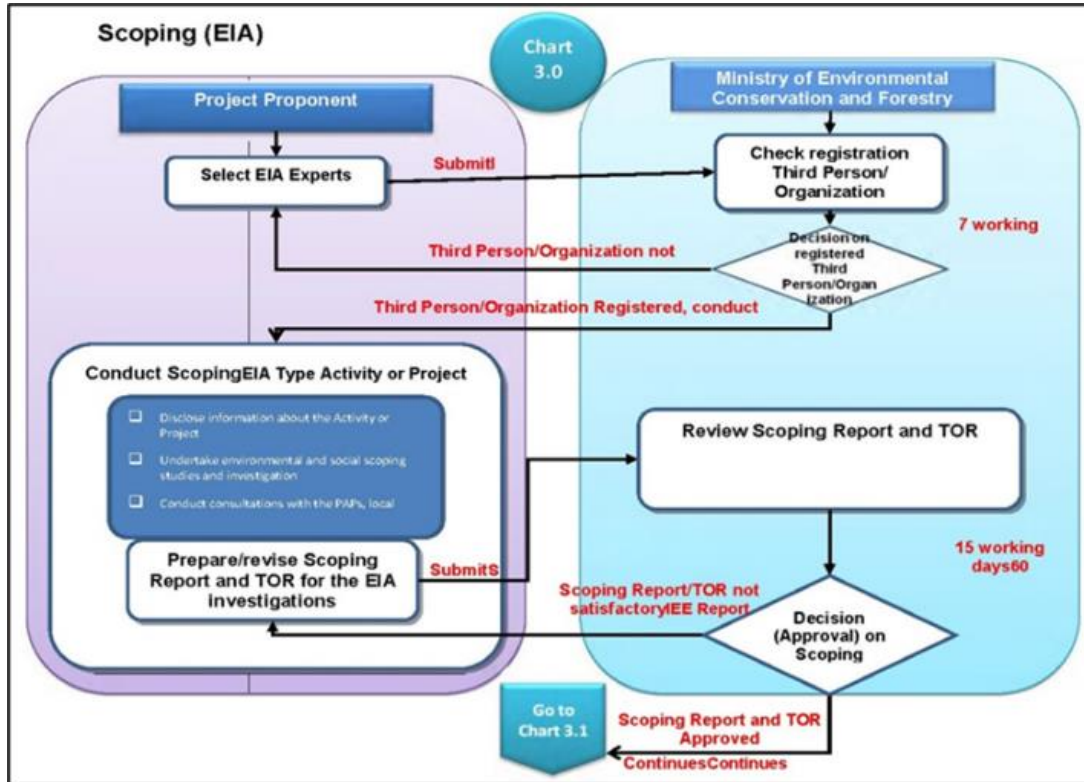 Scoping (EIA)
Chart
3.0
Project Proponent
Ministry of Environmental
Conservation and Forestry
Select EIA Experts
SubmitI
Check registration
Third Person/
Organization
7 working
Third Person/Organization not
Decision on
registered
Third
Person/Organ
ization
Third Person/Organization Registered, conduct
Conduct ScopingEIA Type Activity or Project
Disclose information about the Activity or
Project
Undertake environmental and social scoping
studies and investigation
Conduct consultations with the PAPs, local
Review Scoping Report and TOR
Prepare/revise Scoping
Report and TOR for the EIA
investigations
SubmitS
15 working
days60
Scoping Report/TOR not
satisfactoryIEE Report
Decision
(Approval) on
Scoping
Go to
Chart 3.1
Scoping Report and TOR
Approved
ContinuesContinues